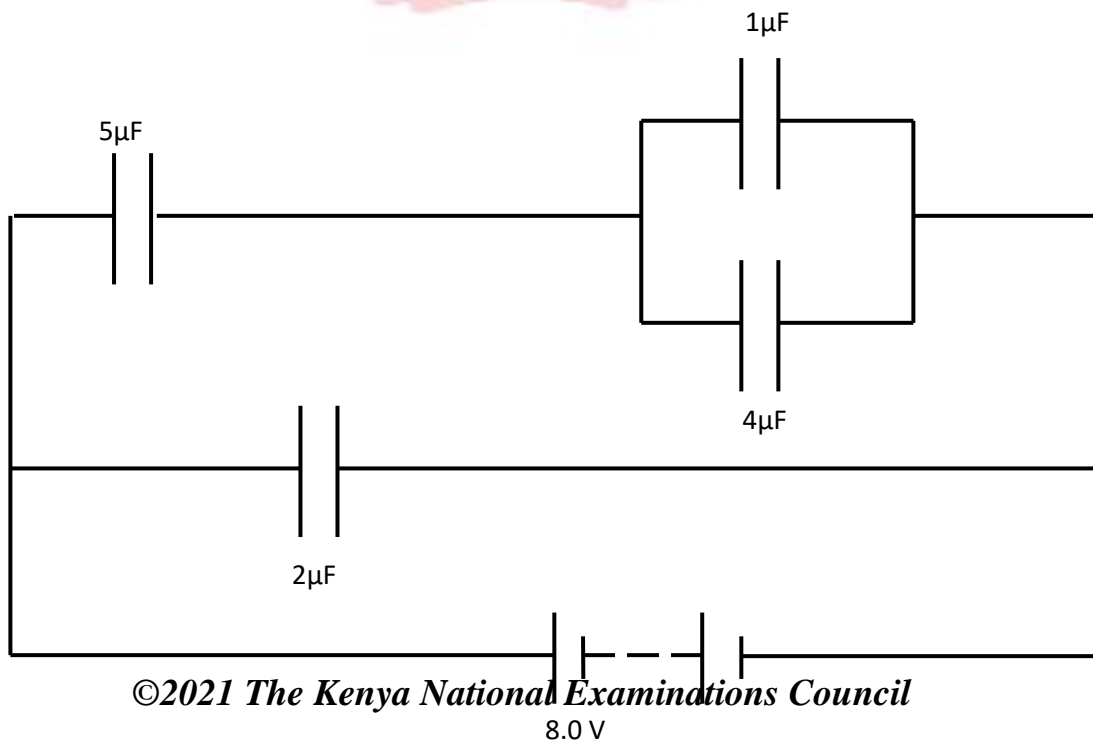 1µF
5µF
4µF
2µF
©2021 The Kenya National Examinations Council
8.0 V